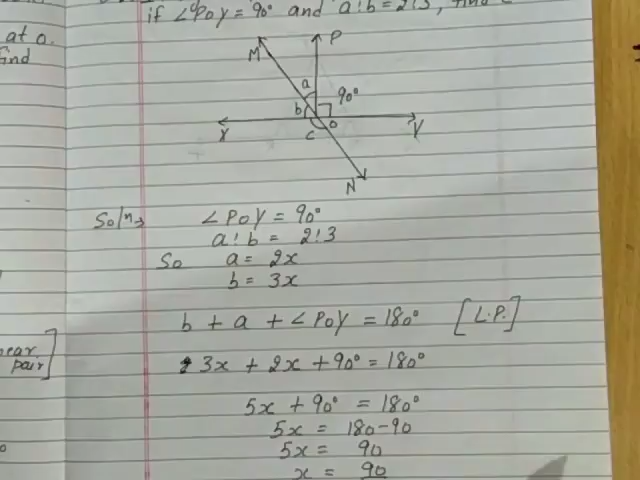 at o.
find
if ∠POY = 90° and a:b = 2:3, find c
M
P
a
90°
b
X
C
O
Y
N
Soln⇒ ∠POY = 90°
a:b = 2:3
So a = 2x
b = 3x
b + a + ∠POY = 180° [L.P.]
3x + 2x + 90° = 180°
5x + 90° = 180°
5x = 180-90
5x = 90
x = 90
pair]